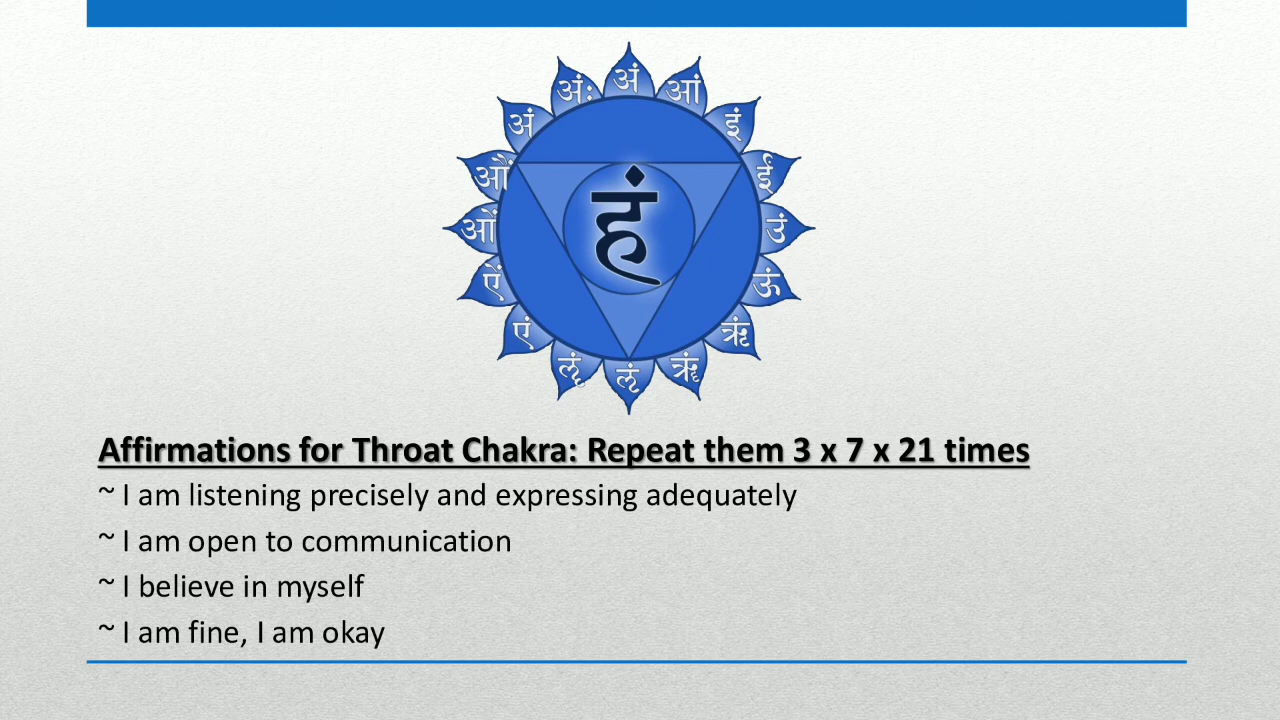 अं
आं
इं
ईं
उं
ऊं
ऋं
ॠं
ऌं
ॡं
एं
ऐं
ओं
औं
अं
अं:
हं
Affirmations for Throat Chakra: Repeat them 3 x 7 x 21 times
~ I am listening precisely and expressing adequately
~ I am open to communication
~ I believe in myself
~ I am fine, I am okay